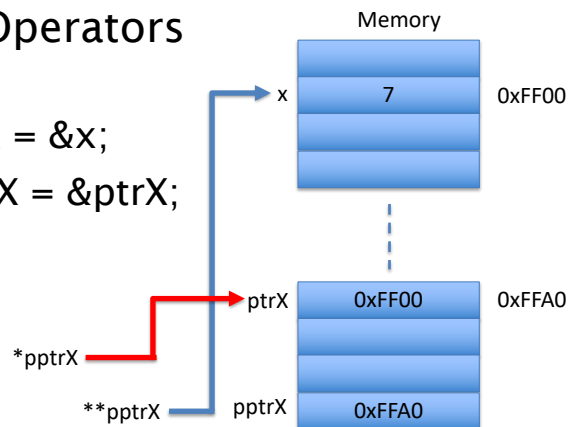 Operators
Memory
x 7 0xFF00
= &x;
X = &ptrX;
ptrX 0xFF00 0xFFA0
*pptrX
**pptrX pptrX 0xFFA0